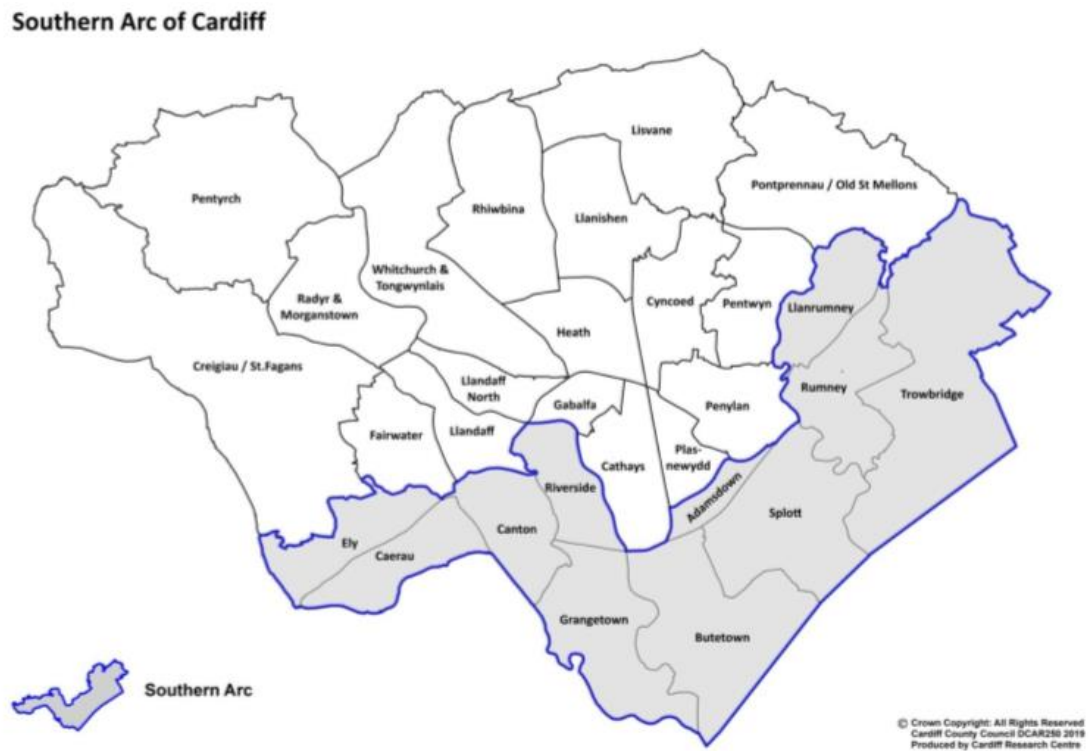 Southern Arc of Cardiff
Lisvane
Pontprennau / Old St Mellons
Pentyrch
Rhiwbina
Llanishen
Whitchurch &
Tongwynlais
Radyr &
Morganstown
Cyncoed
Pentwyn
Llanrumney
Heath
Creigiau / St.Fagans
Rumney
Trowbridge
Llandaff
North
Gabalfa
Penylan
Fairwater
Llandaff
Plas-
newydd
Cathays
Riverside
Adamsdown
Splott
Canton
Ely
Caerau
Grangetown
Butetown
Southern Arc
© Crown Copyright: All Rights Reserved
Cardiff County Council DCAR250 2019
Produced by Cardiff Research Centre